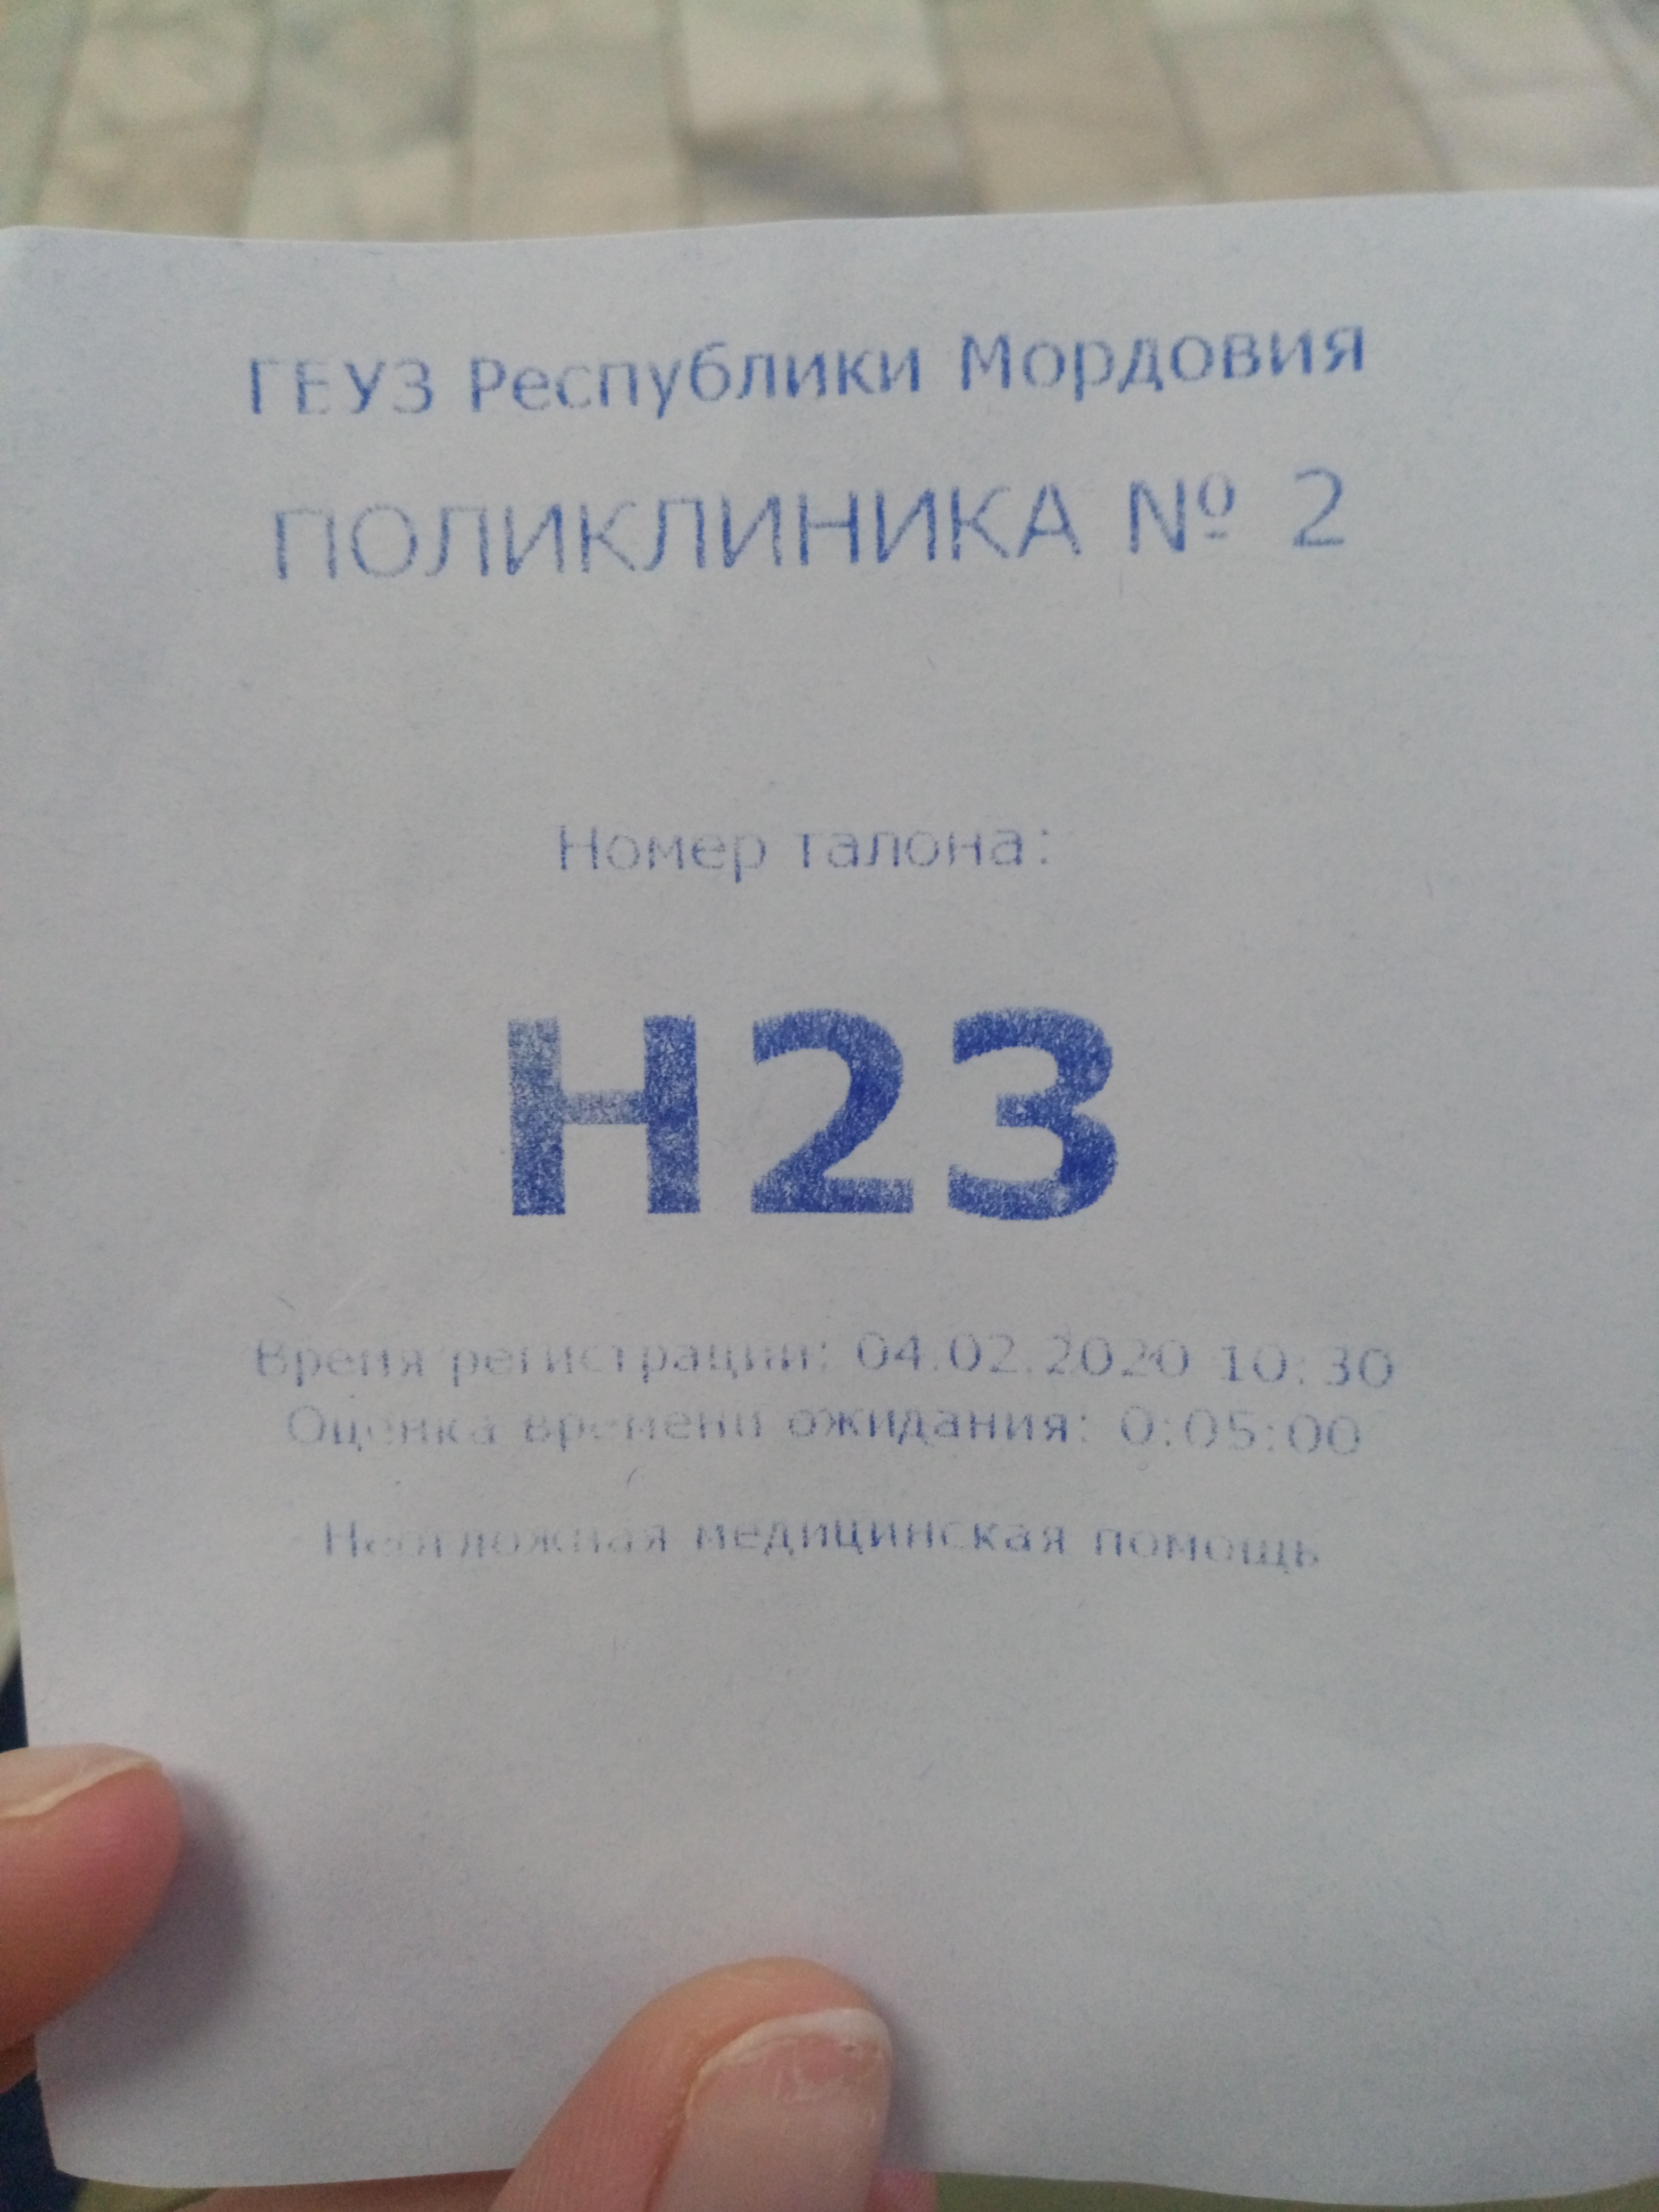 ГЕУЗ Республики Мордовия
ПОЛИКЛИНИКА № 2
Номер талона:
Н23
Время регистрации: 04.02.2020 10:30
Оценка времени ожидания: 0:05:00
Неотложная медицинская помощь